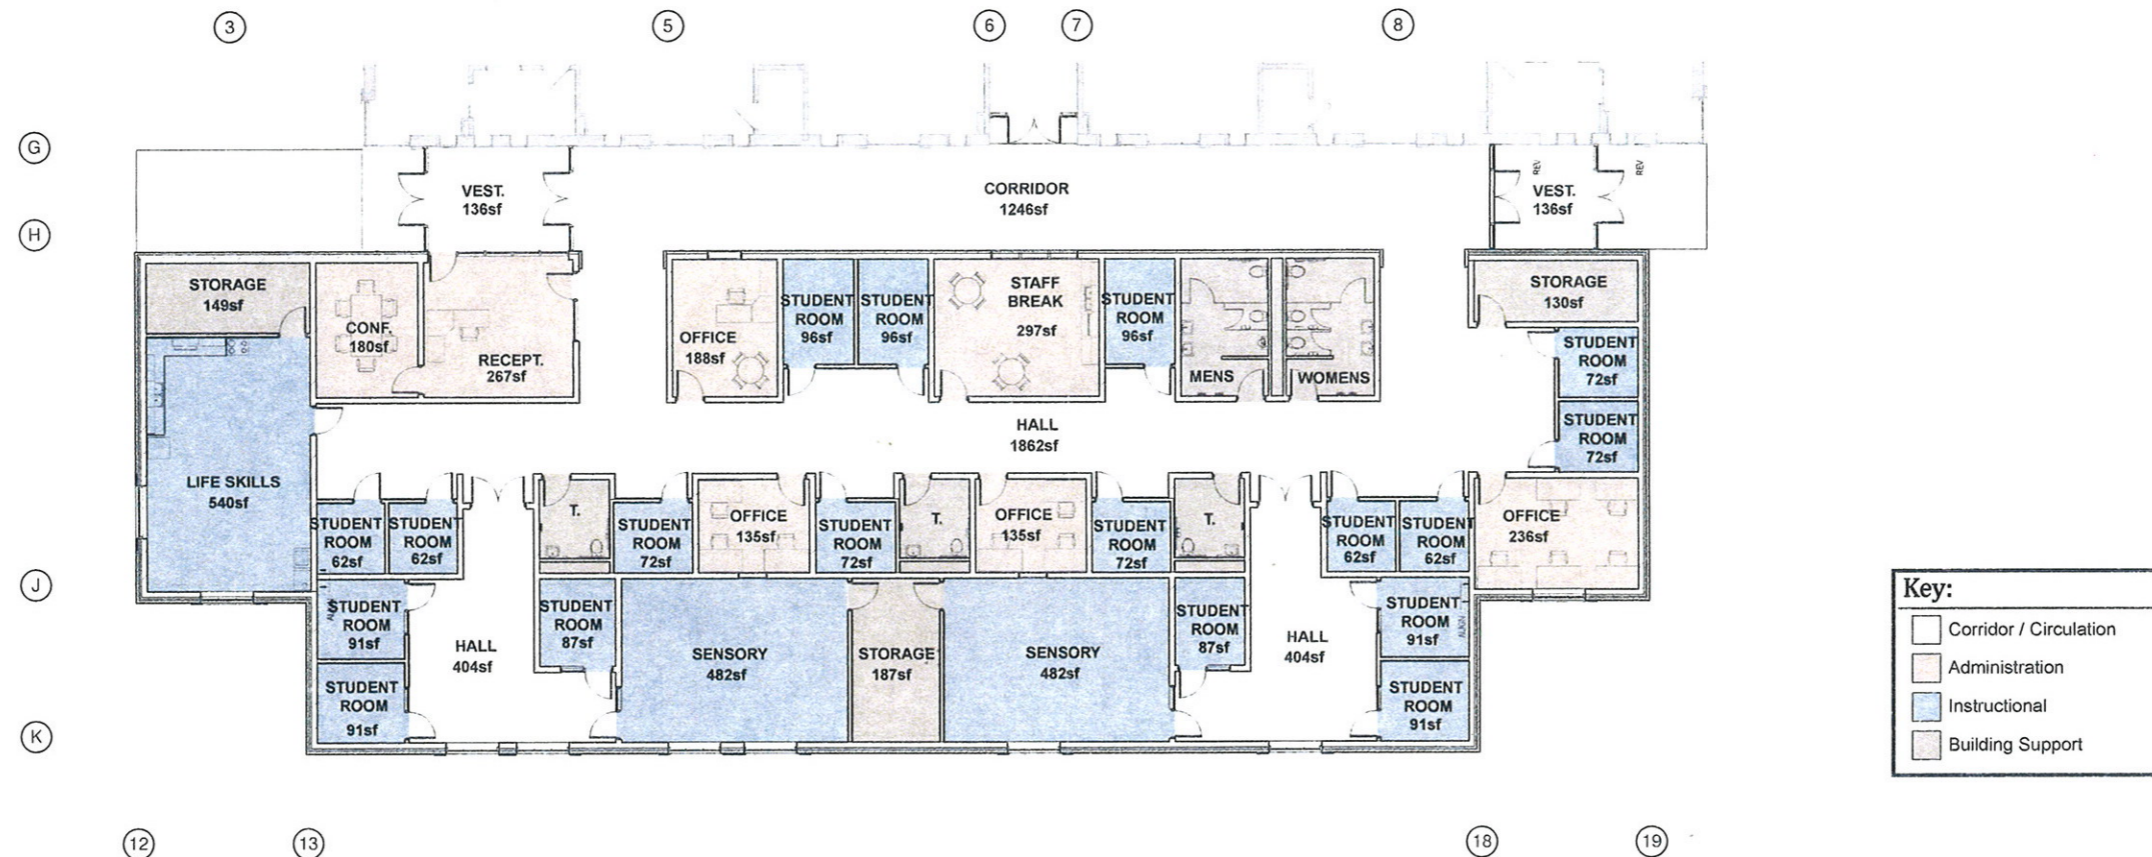 3
5
6
7
8
G
H
J
K
12
13
18
19
VEST.
136sf
CORRIDOR
1246sf
REV
VEST.
136sf
REV
STORAGE
149sf
CONF.
180sf
RECEPT.
267sf
OFFICE
188sf
STUDENT
ROOM
96sf
STUDENT
ROOM
96sf
STAFF
BREAK
297sf
STUDENT
ROOM
96sf
MENS
WOMENS
STORAGE
130sf
STUDENT
ROOM
72sf
STUDENT
ROOM
72sf
HALL
1862sf
LIFE SKILLS
540sf
STUDENT
ROOM
62sf
STUDENT
ROOM
62sf
T.
STUDENT
ROOM
72sf
OFFICE
135sf
STUDENT
ROOM
72sf
T.
OFFICE
135sf
STUDENT
ROOM
72sf
T.
STUDENT
ROOM
62sf
STUDENT
ROOM
62sf
OFFICE
236sf
STUDENT
ROOM
91sf
STUDENT
ROOM
91sf
HALL
404sf
STUDENT
ROOM
87sf
SENSORY
482sf
STORAGE
187sf
SENSORY
482sf
STUDENT
ROOM
87sf
HALL
404sf
STUDENT
ROOM
91sf
STUDENT
ROOM
91sf
Key:
Corridor / Circulation
Administration
Instructional
Building Support